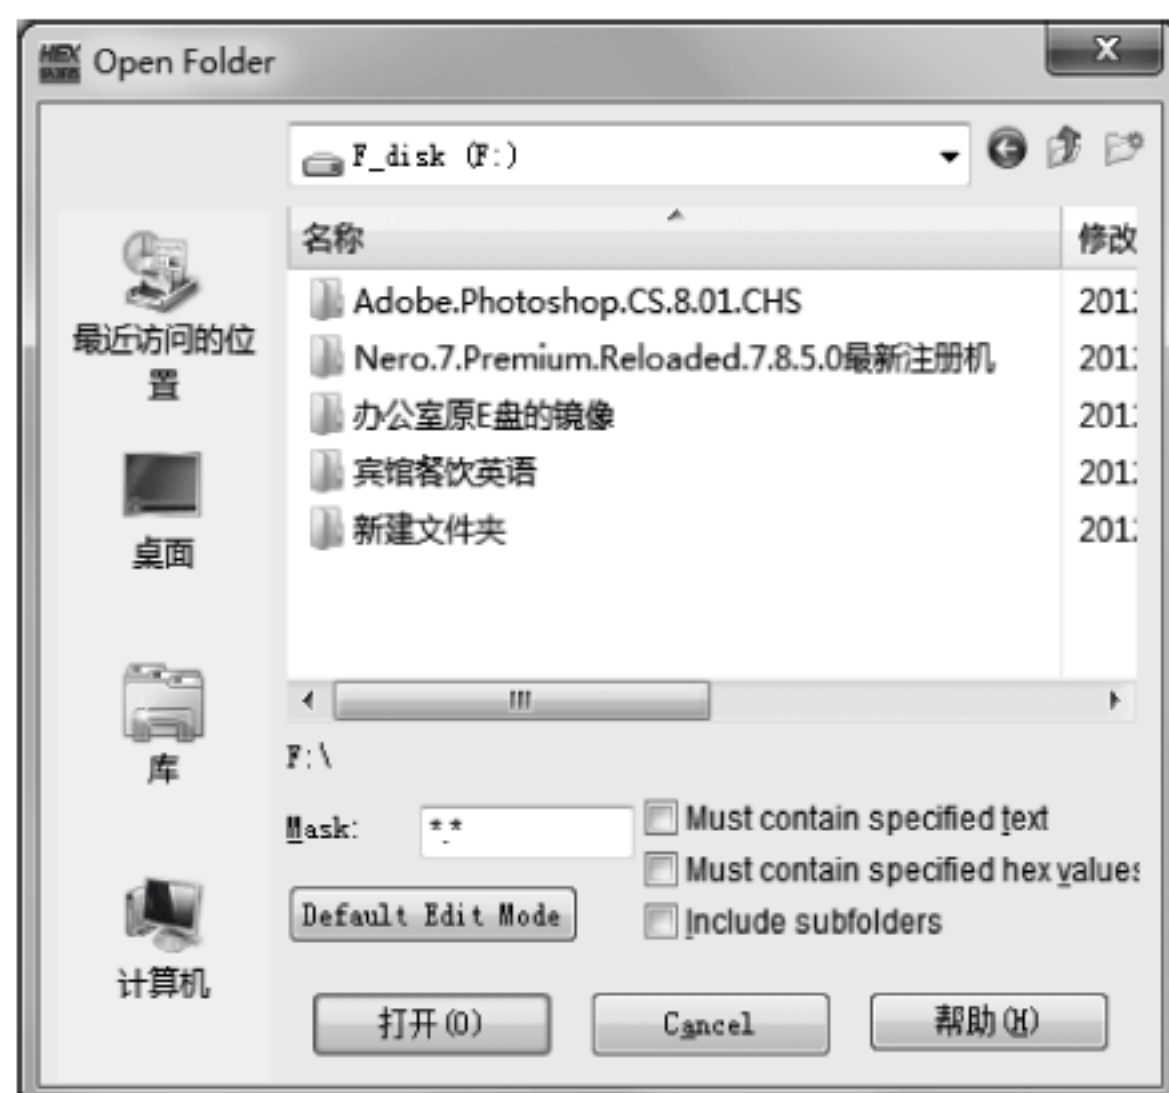 HEX Open Folder
F_disk (F:)
名称 修改
Adobe.Photoshop.CS.8.01.CHS 201
Nero.7.Premium.Reloaded.7.8.5.0最新注册机 201
办公室原E盘的镜像 201
宾馆餐饮英语 201
新建文件夹 201
最近访问的位
置
桌面
库
计算机
F:\
Mask: *.*
Must contain specified text
Must contain specified hex values
Default Edit Mode
Include subfolders
打开(O) Cancel 帮助(H)